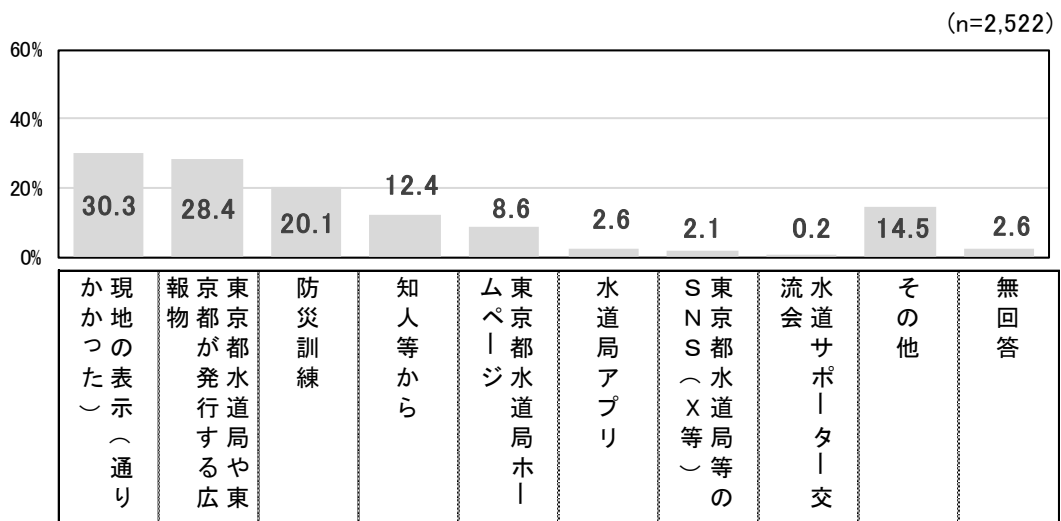 (n=2,522)
60%
40%
20%
0%
30.3
28.4
20.1
12.4
8.6
2.6
2.1
0.2
14.5
2.6
現地の表示（通り
かかった）
東京都水道局や東
京都が発行する広
報物
防災訓練
知人等から
東京都水道局ホー
ムページ
水道局アプリ
東京都水道局等の
ＳＮＳ（Ｘ等）
水道サポーター交
流会
その他
無回答